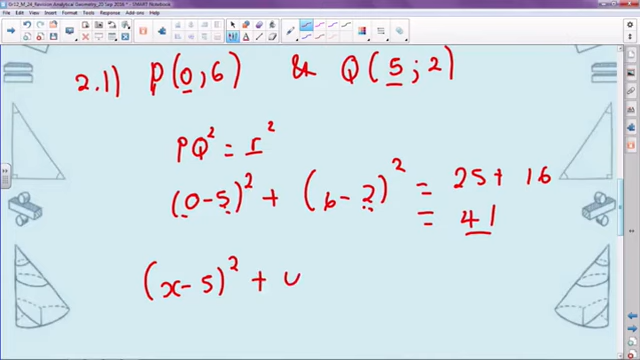 Gr12_M_24_Revision Analytical Geometry_20 Sep 2016 - SMART Notebook
File Edit View Insert Format Tools Response Add-ons Help
2.1) P(0;6) & Q(5;2)
PQ² = r²
(0-5)² + (6-2)² = 25 + 16
= 41
(x-5)² +